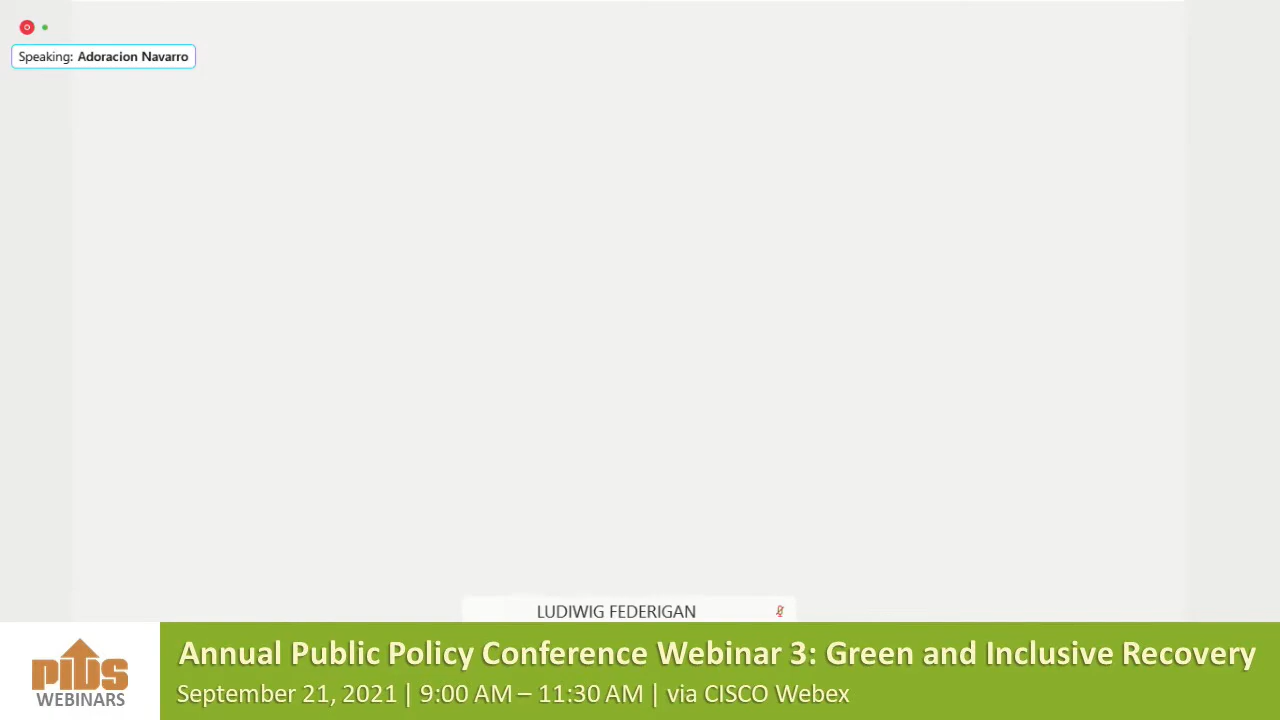 Speaking: Adoracion Navarro
LUDIWIG FEDERIGAN
PIDS
WEBINARS
Annual Public Policy Conference Webinar 3: Green and Inclusive Recovery
September 21, 2021 | 9:00 AM – 11:30 AM | via CISCO Webex